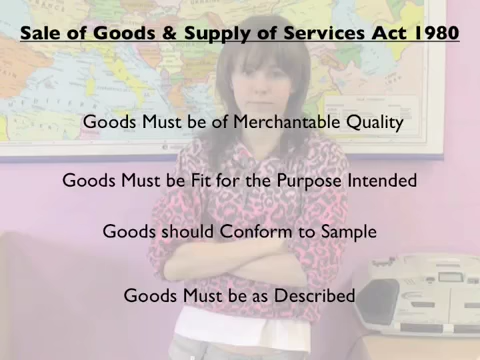 Sale of Goods & Supply of Services Act 1980
Goods Must be of Merchantable Quality
Goods Must be Fit for the Purpose Intended
Goods should Conform to Sample
Goods Must be as Described